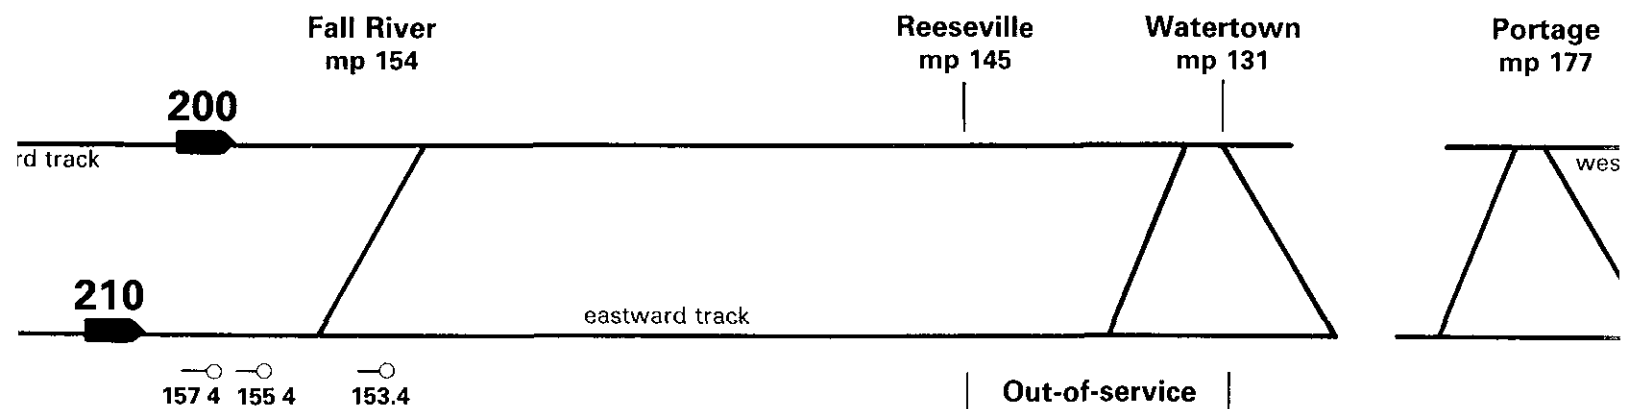 Fall River
mp 154
Reeseville
mp 145
Watertown
mp 131
Portage
mp 177
200
rd track
wes
210
eastward track
157 4
155 4
153.4
Out-of-service